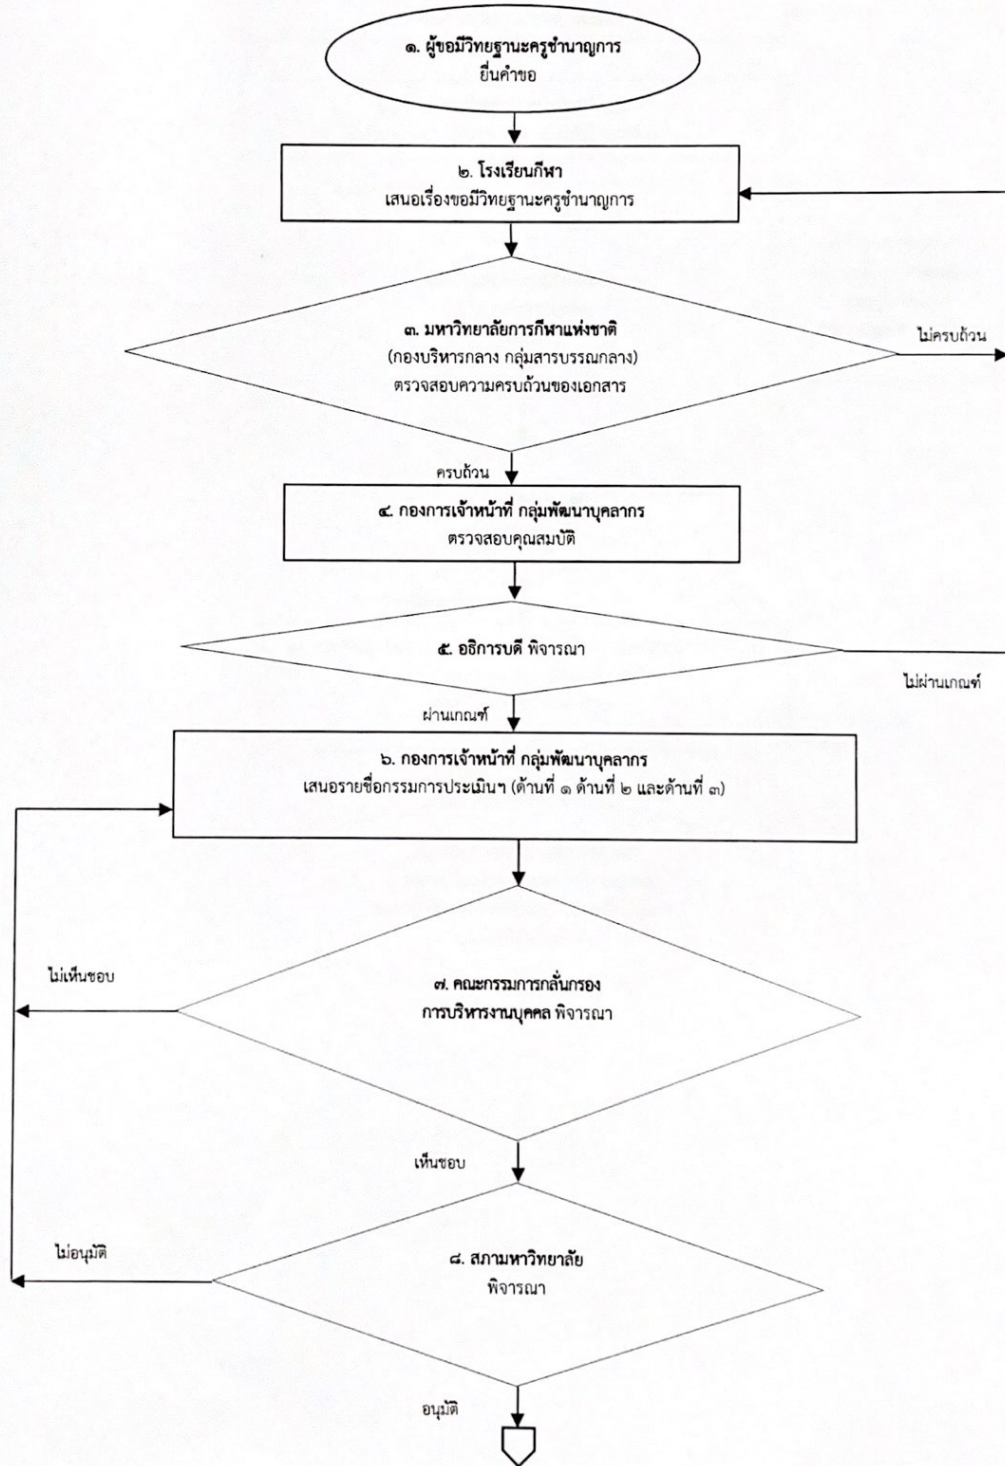 ๑. ผู้ขอมีวิทยฐานะครูชำนาญการ
ยื่นคำขอ
๒. โรงเรียนกีฬา
เสนอเรื่องขอมีวิทยฐานะครูชำนาญการ
๓. มหาวิทยาลัยการกีฬาแห่งชาติ
(กองบริหารกลาง กลุ่มสารบรรณกลาง)
ตรวจสอบความครบถ้วนของเอกสาร
ไม่ครบถ้วน
ครบถ้วน
๔. กองการเจ้าหน้าที่ กลุ่มพัฒนาบุคลากร
ตรวจสอบคุณสมบัติ
๕. อธิการบดี พิจารณา
ไม่ผ่านเกณฑ์
ผ่านเกณฑ์
๖. กองการเจ้าหน้าที่ กลุ่มพัฒนาบุคลากร
เสนอรายชื่อกรรมการประเมินฯ (ด้านที่ ๑ ด้านที่ ๒ และด้านที่ ๓)
ไม่เห็นชอบ
๗. คณะกรรมการกลั่นกรอง
การบริหารงานบุคคล พิจารณา
เห็นชอบ
ไม่อนุมัติ
๘. สภามหาวิทยาลัย
พิจารณา
อนุมัติ